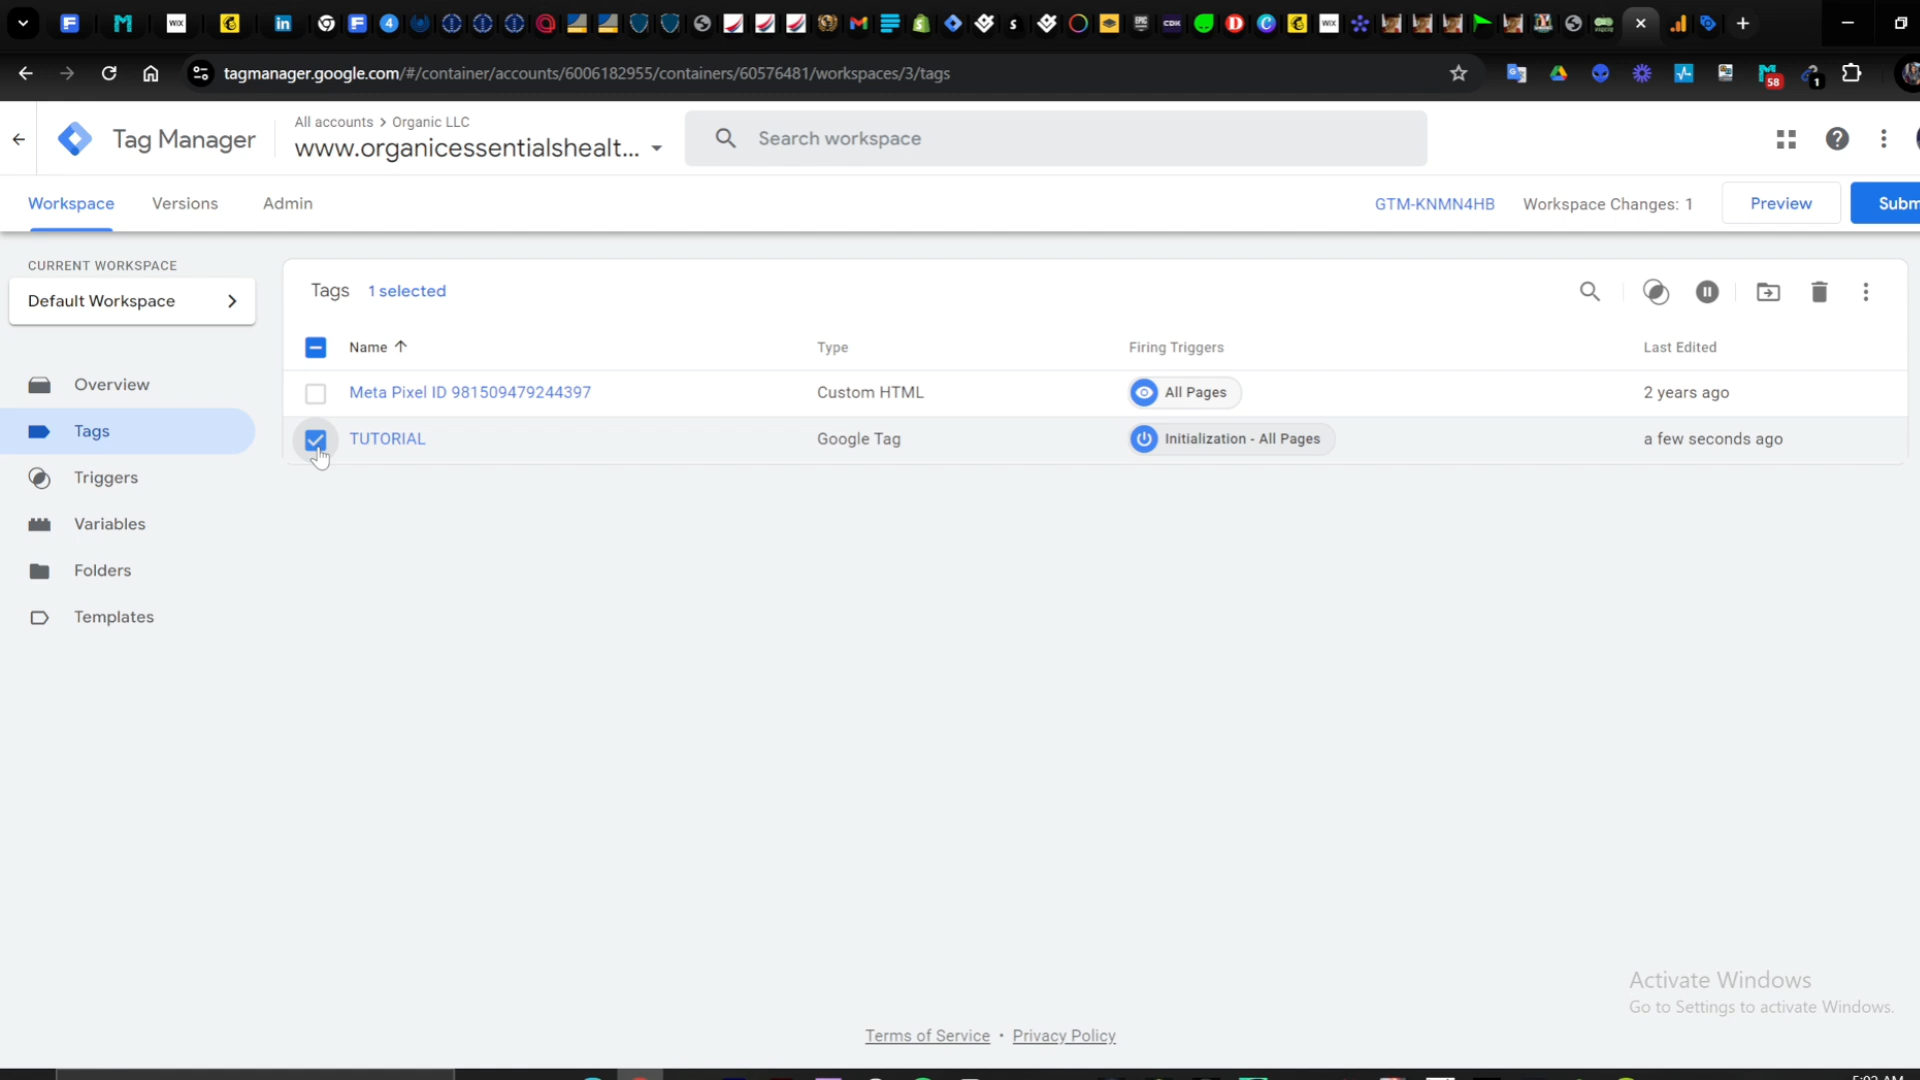 tagmanager.google.com/#/container/accounts/6006182955/containers/60576481/workspaces/3/tags
58
1
Tag Manager
All accounts > Organic LLC
www.organicessentialshealt...
Search workspace
Workspace
Versions
Admin
GTM-KNMN4HB
Workspace Changes: 1
Preview
Subm
CURRENT WORKSPACE
Default Workspace
Overview
Tags
Triggers
Variables
Folders
Templates
Tags 1 selected
Name Type Firing Triggers Last Edited
Meta Pixel ID 981509479244397 Custom HTML All Pages 2 years ago
TUTORIAL Google Tag Initialization - All Pages a few seconds ago
Activate Windows
Go to Settings to activate Windows.
Terms of Service • Privacy Policy